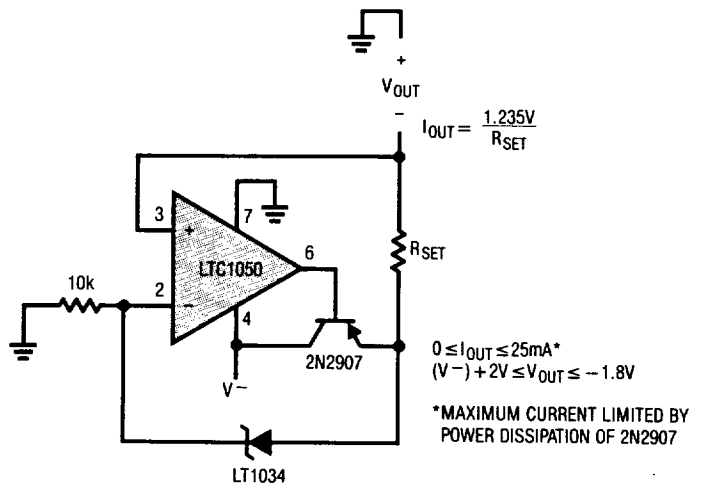 +
VOUT
−
IOUT = 1.235V
RSET
3
7
+
LTC1050
6
RSET
10k
2
−
4
2N2907
V−
0 ≤ IOUT ≤ 25mA*
(V−) + 2V ≤ VOUT ≤ − 1.8V
*MAXIMUM CURRENT LIMITED BY
POWER DISSIPATION OF 2N2907
LT1034